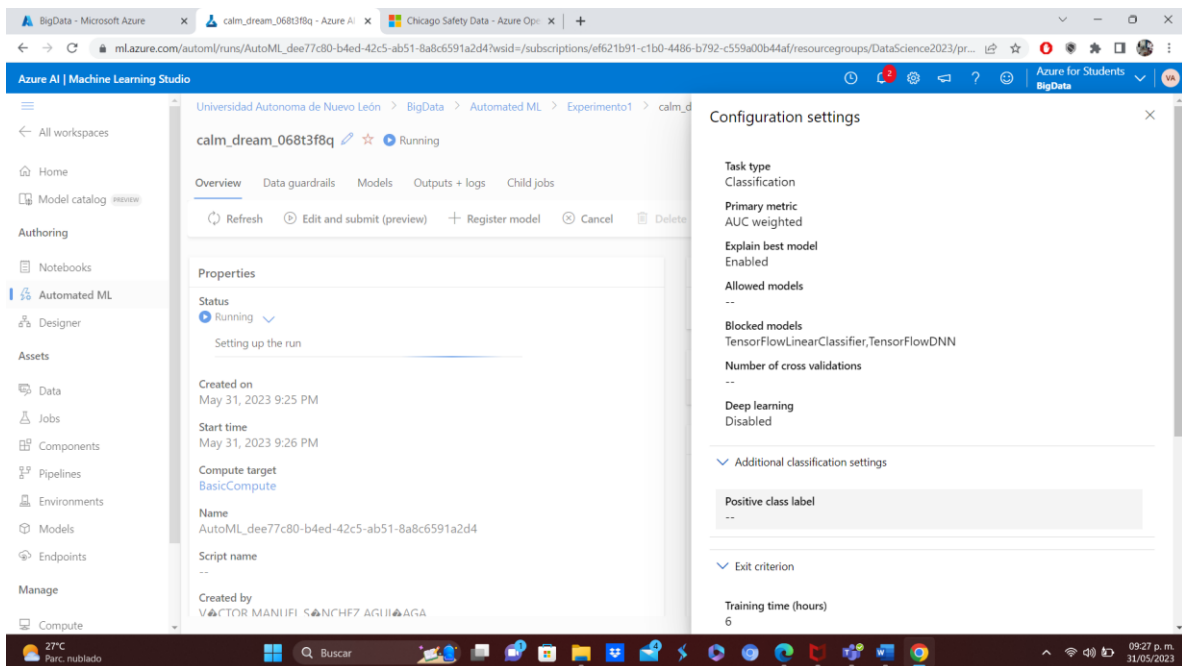 BigData - Microsoft Azure
calm_dream_068t3f8q - Azure AI
Chicago Safety Data - Azure Ope
ml.azure.com/automl/runs/AutoML_dee77c80-b4ed-42c5-ab51-8a8c6591a2d4?wsid=/subscriptions/ef621b91-c1b0-4486-b792-c559a00b44af/resourcegroups/DataScience2023/pr...
Azure AI | Machine Learning Studio
2
Azure for Students
BigData
VA
All workspaces
Home
Model catalog PREVIEW
Authoring
Notebooks
Automated ML
Designer
Assets
Data
Jobs
Components
Pipelines
Environments
Models
Endpoints
Manage
Compute
Universidad Autonoma de Nuevo León > BigData > Automated ML > Experimento1 > calm_d
calm_dream_068t3f8q Running
Overview Data guardrails Models Outputs + logs Child jobs
Refresh Edit and submit (preview) Register model Cancel Delete
Properties
Status
Running
Setting up the run
Created on
May 31, 2023 9:25 PM
Start time
May 31, 2023 9:26 PM
Compute target
BasicCompute
Name
AutoML_dee77c80-b4ed-42c5-ab51-8a8c6591a2d4
Script name
--
Created by
V�CTOR MANUEL S�NCHEZ AGUI�AGA
Configuration settings
Task type
Classification
Primary metric
AUC weighted
Explain best model
Enabled
Allowed models
--
Blocked models
TensorFlowLinearClassifier,TensorFlowDNN
Number of cross validations
--
Deep learning
Disabled
Additional classification settings
Positive class label
--
Exit criterion
Training time (hours)
6
27°C
Parc. nublado
Buscar
09:27 p. m.
31/05/2023